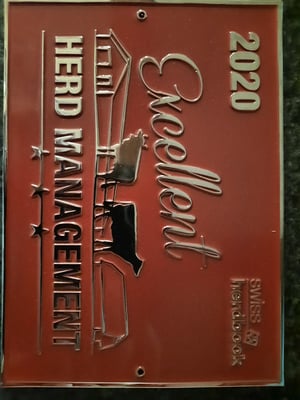 2020
Excellent
HERD MANAGEMENT
swiss
herdbook